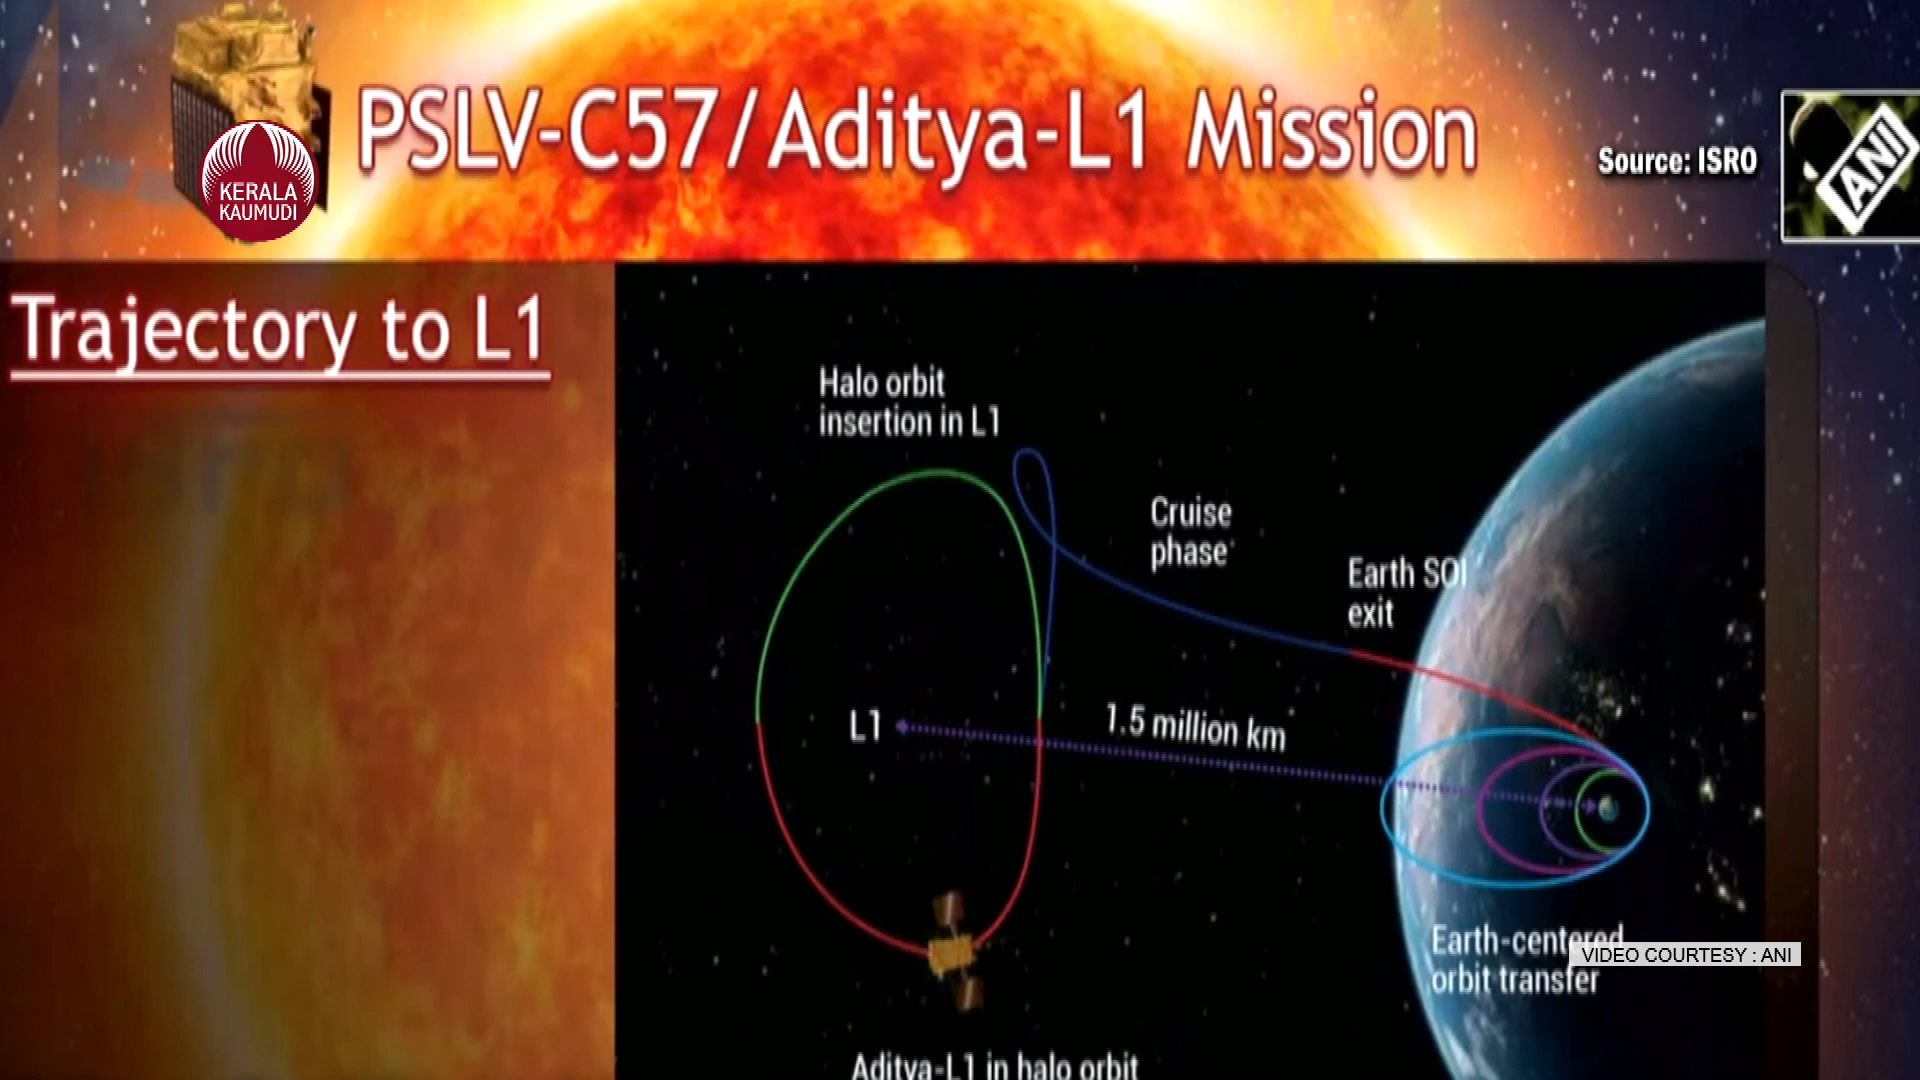 PSLV-C57/Aditya-L1 Mission
KERALA
KAUMUDI
Source: ISRO
ANI
Trajectory to L1
Halo orbit
insertion in L1
Cruise
phase
Earth SOI
exit
L1
1.5 million km
Earth-centered
orbit transfer
VIDEO COURTESY : ANI
Aditya-L1 in halo orbit